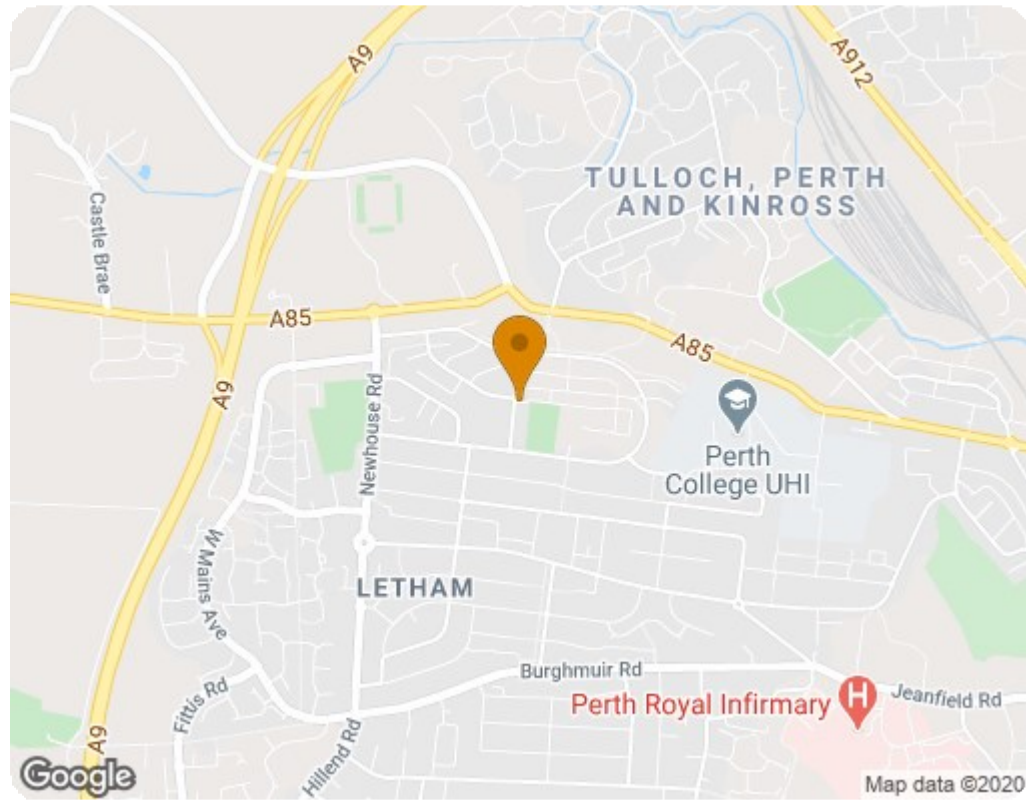 A9
A912
TULLOCH, PERTH
AND KINROSS
Castle Brae
A85
A85
A9
Newhouse Rd
Perth
College UHI
W Mains Ave
LETHAM
Burghmuir Rd
Fittis Rd
Perth Royal Infirmary
H
Jeanfield Rd
A9
Hillend Rd
Google
Map data ©2020